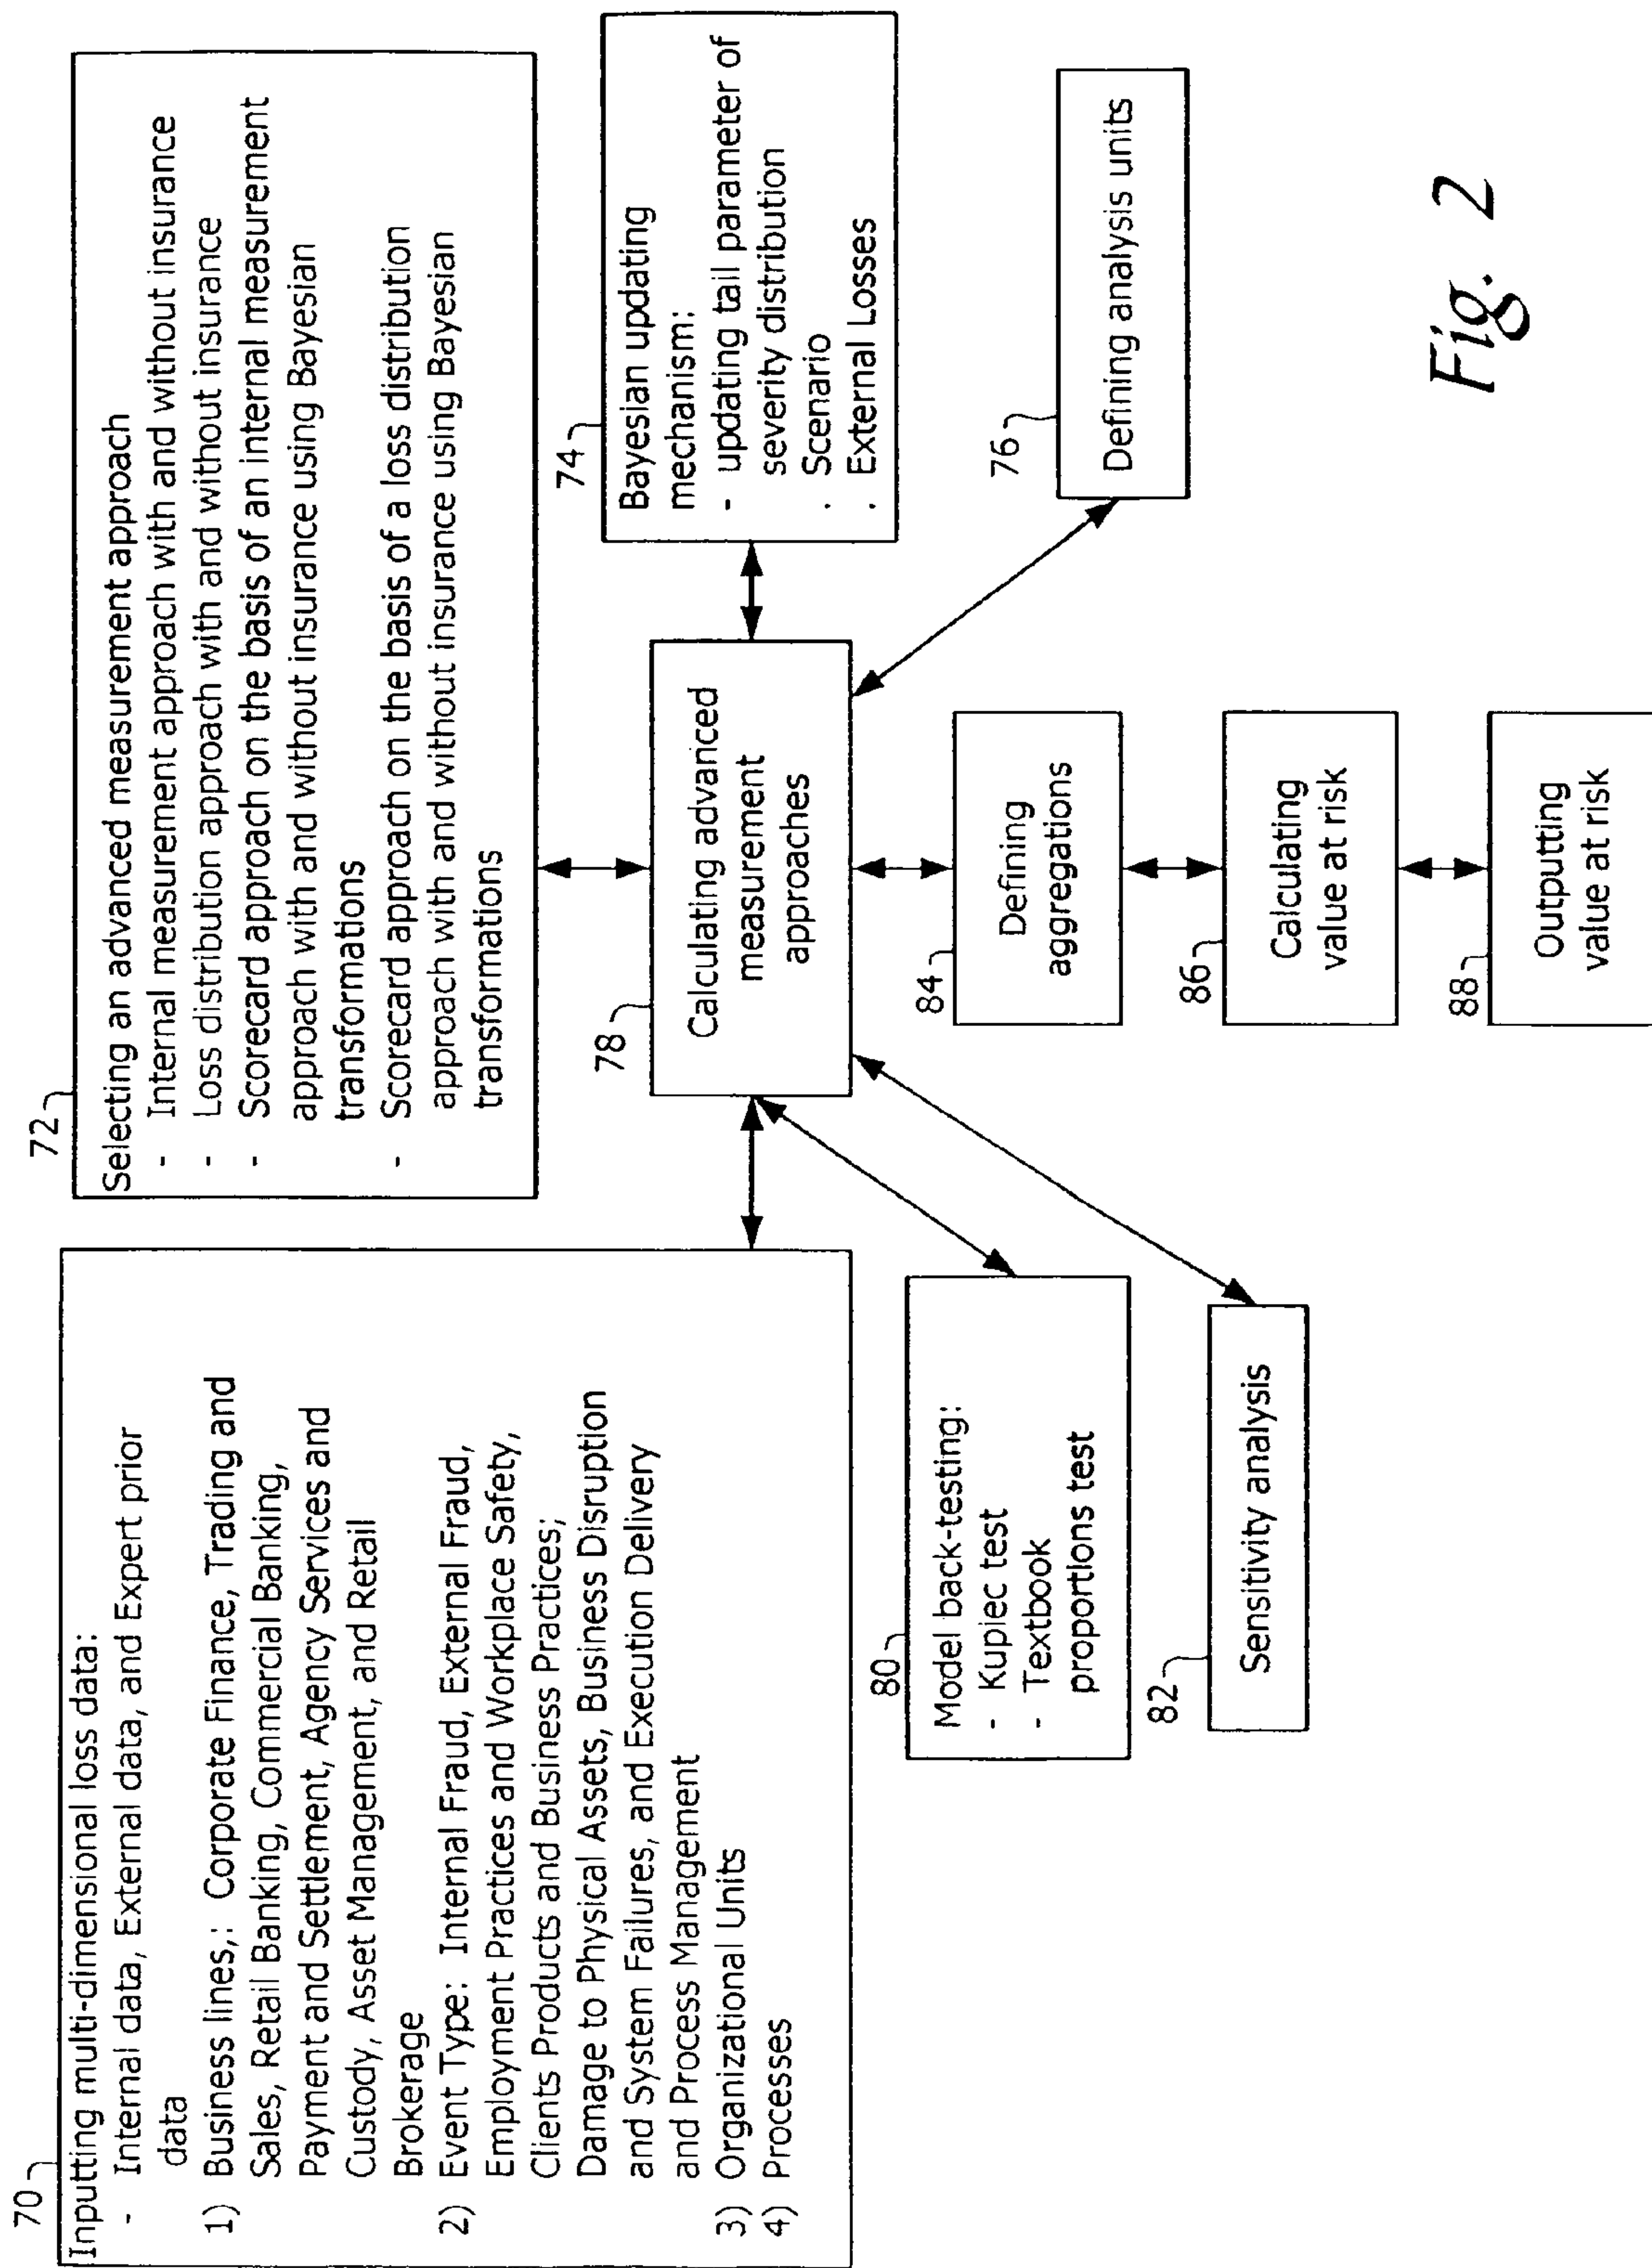 70
Inputting multi-dimensional loss data:
- Internal data, External data, and Expert prior
data
1) Business lines,: Corporate Finance, Trading and
Sales, Retail Banking, Commercial Banking,
Payment and Settlement, Agency Services and
Custody, Asset Management, and Retail
Brokerage
2) Event Type: Internal Fraud, External Fraud,
Employment Practices and Workplace Safety,
Clients Products and Business Practices;
Damage to Physical Assets, Business Disruption
and System Failures, and Execution Delivery
and Process Management
3) Organizational Units
4) Processes
72
Selecting an advanced measurement approach
- Internal measurement approach with and without insurance
- Loss distribution approach with and without insurance
- Scorecard approach on the basis of an internal measurement
approach with and without insurance using Bayesian
transformations
- Scorecard approach on the basis of a loss distribution
approach with and without insurance using Bayesian
transformations
74
Bayesian updating
mechanism:
- updating tail parameter of
severity distribution
. Scenario
. External Losses
76
Defining analysis units
78
Calculating advanced
measurement
approaches
80
Model back-testing:
- Kupiec test
- Textbook
proportions test
82
Sensitivity analysis
84
Defining
aggregations
86
Calculating
value at risk
88
Outputting
value at risk
Fig. 2